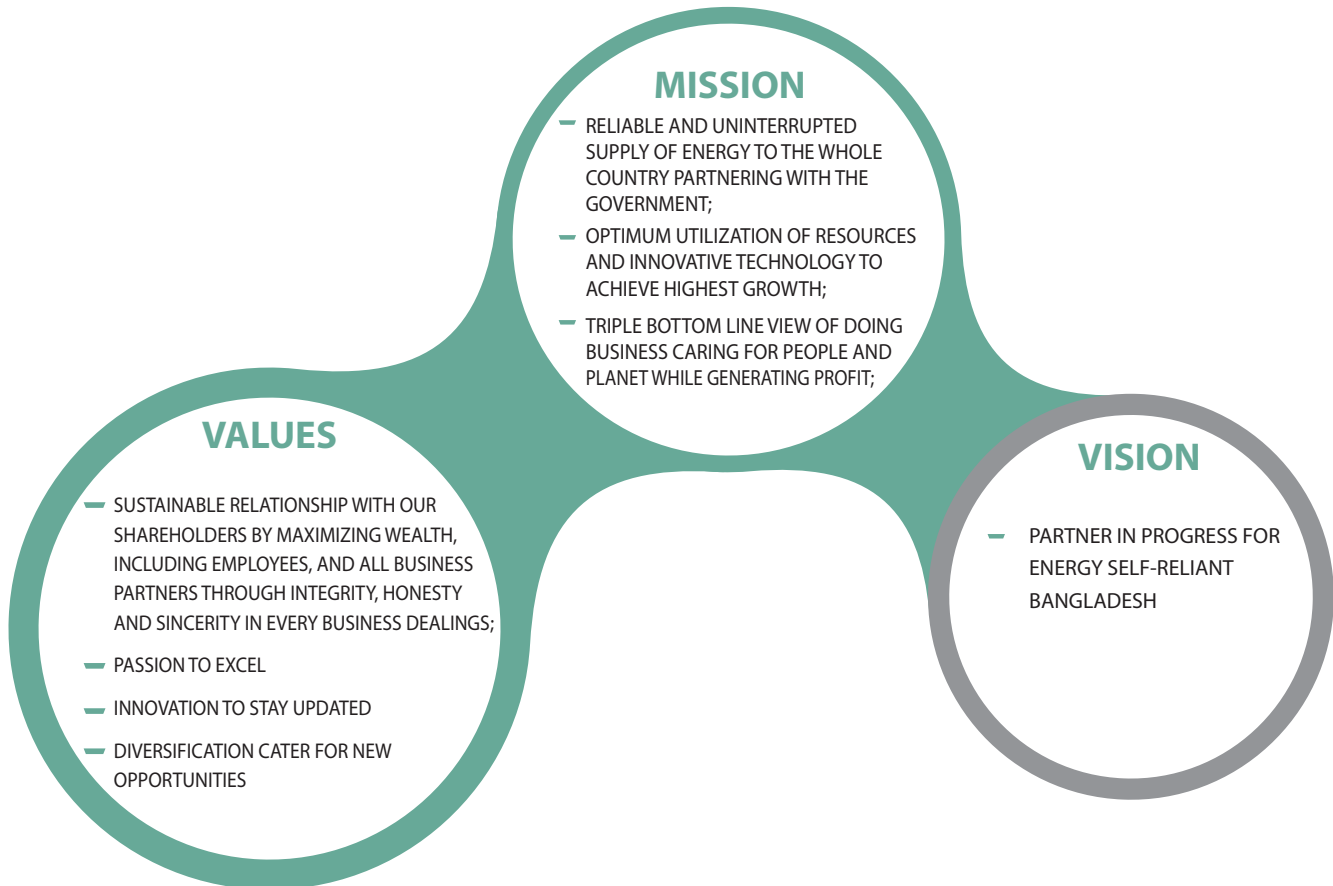 MISSION
RELIABLE AND UNINTERRUPTED
SUPPLY OF ENERGY TO THE WHOLE
COUNTRY PARTNERING WITH THE
GOVERNMENT;
OPTIMUM UTILIZATION OF RESOURCES
AND INNOVATIVE TECHNOLOGY TO
ACHIEVE HIGHEST GROWTH;
TRIPLE BOTTOM LINE VIEW OF DOING
BUSINESS CARING FOR PEOPLE AND
PLANET WHILE GENERATING PROFIT;
VALUES
SUSTAINABLE RELATIONSHIP WITH OUR
SHAREHOLDERS BY MAXIMIZING WEALTH,
INCLUDING EMPLOYEES, AND ALL BUSINESS
PARTNERS THROUGH INTEGRITY, HONESTY
AND SINCERITY IN EVERY BUSINESS DEALINGS;
PASSION TO EXCEL
INNOVATION TO STAY UPDATED
DIVERSIFICATION CATER FOR NEW
OPPORTUNITIES
VISION
PARTNER IN PROGRESS FOR
ENERGY SELF-RELIANT
BANGLADESH